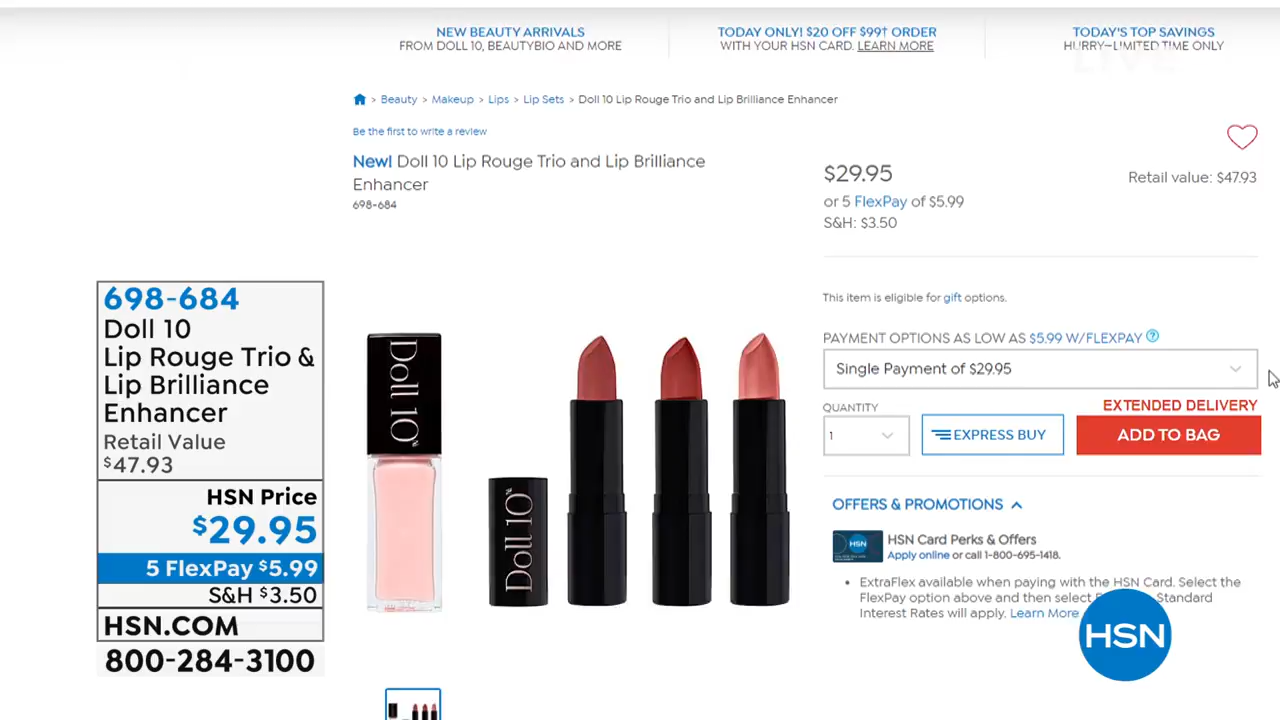 NEW BEAUTY ARRIVALS
FROM DOLL 10, BEAUTYBIO AND MORE
TODAY ONLY! $20 OFF $99† ORDER
WITH YOUR HSN CARD. LEARN MORE
TODAY'S TOP SAVINGS
HURRY–LIMITED TIME ONLY
LIVE
> Beauty > Makeup > Lips > Lip Sets > Doll 10 Lip Rouge Trio and Lip Brilliance Enhancer
Be the first to write a review
New! Doll 10 Lip Rouge Trio and Lip Brilliance
Enhancer
698-684
$29.95
Retail value: $47.93
or 5 FlexPay of $5.99
S&H: $3.50
This item is eligible for gift options.
PAYMENT OPTIONS AS LOW AS $5.99 W/FLEXPAY ?
Single Payment of $29.95
EXTENDED DELIVERY
QUANTITY
1
EXPRESS BUY
ADD TO BAG
OFFERS & PROMOTIONS
HSN
HSN Card Perks & Offers
Apply online or call 1-800-695-1418.
• ExtraFlex available when paying with the HSN Card. Select the
FlexPay option above and then select Standard
Interest Rates will apply. Learn More
HSN
698-684
Doll 10
Lip Rouge Trio &
Lip Brilliance
Enhancer
Retail Value
$47.93
HSN Price
$29.95
5 FlexPay $5.99
S&H $3.50
HSN.COM
800-284-3100
Doll 10
Doll 10